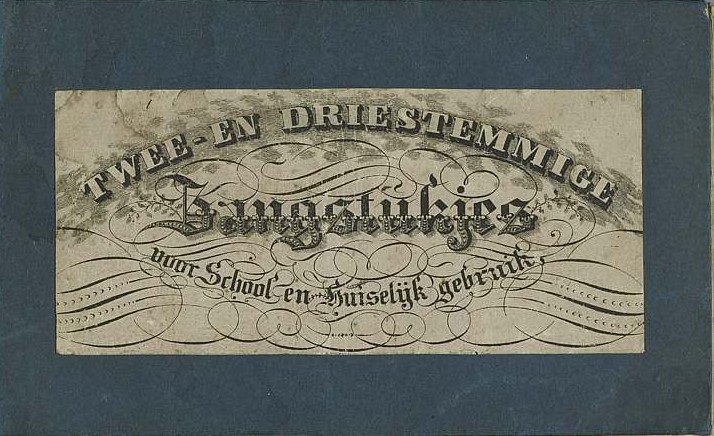 TWEE-EN DRIESTEMMIGE
Zangstukjes
voor School en Huiselijk gebruik.